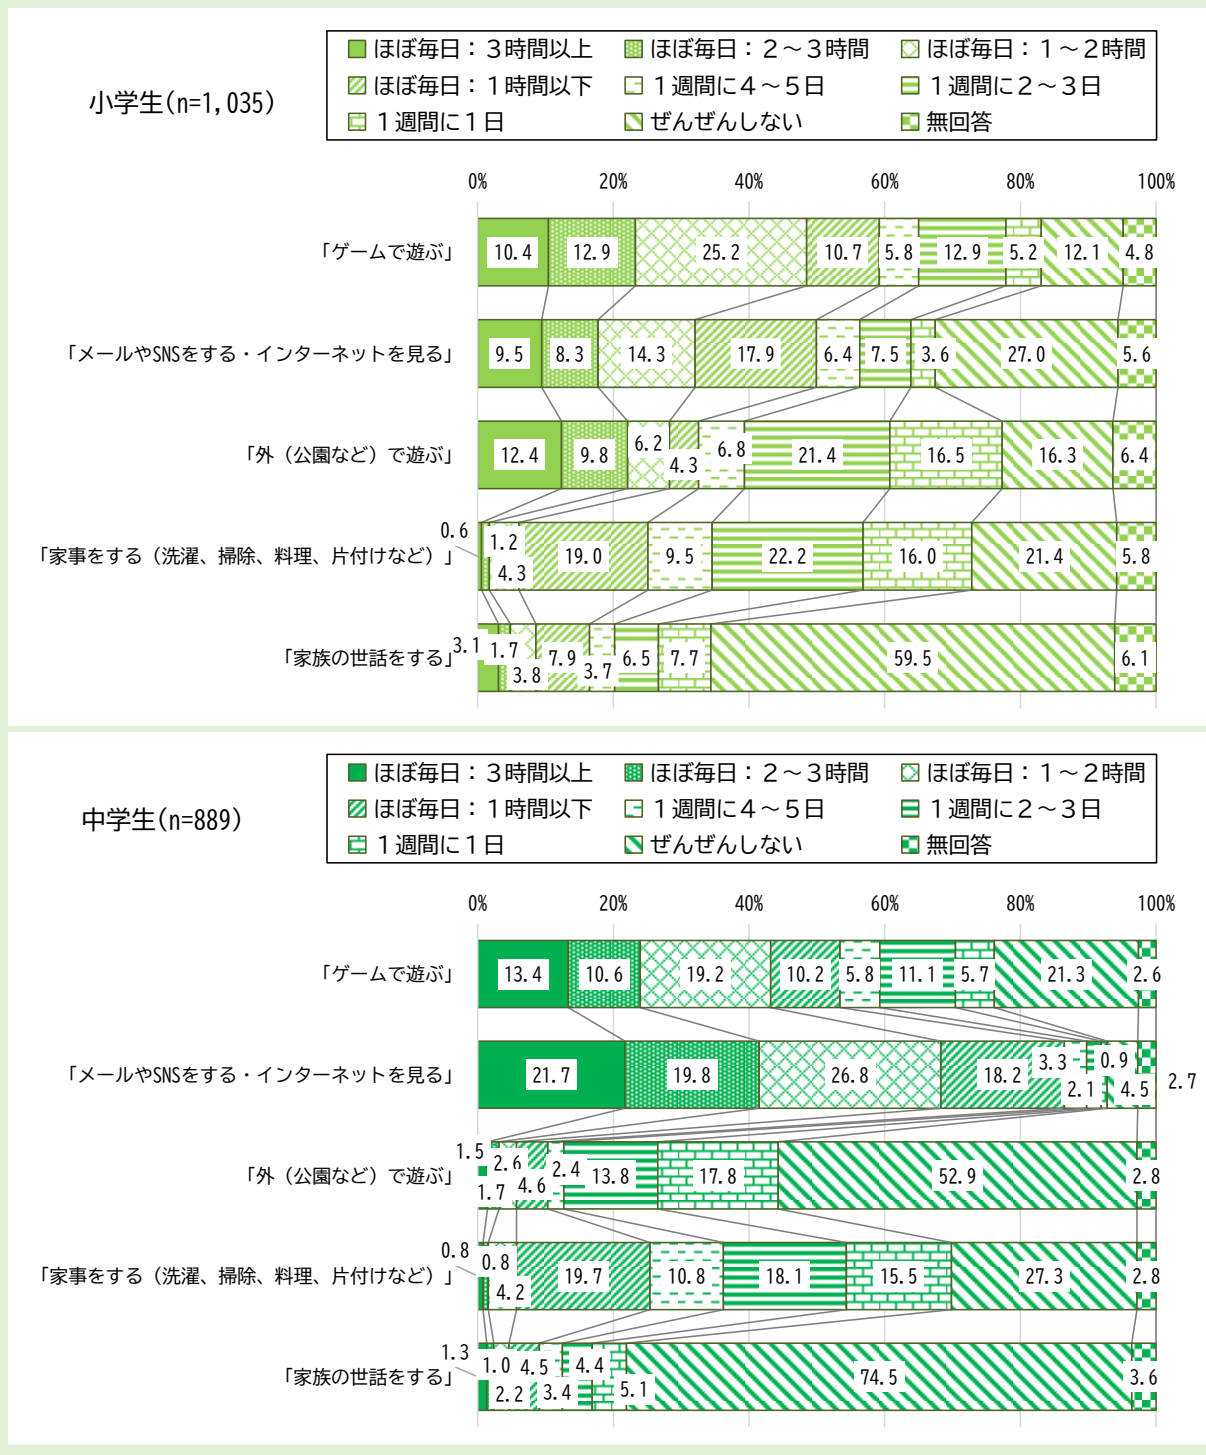 小学生(n=1,035)
ほぼ毎日：３時間以上 ほぼ毎日：２～３時間 ほぼ毎日：１～２時間
ほぼ毎日：１時間以下 １週間に４～５日 １週間に２～３日
１週間に１日 ぜんぜんしない 無回答
0% 20% 40% 60% 80% 100%
「ゲームで遊ぶ」 10.4 12.9 25.2 10.7 5.8 12.9 5.2 12.1 4.8
「メールやSNSをする・インターネットを見る」 9.5 8.3 14.3 17.9 6.4 7.5 3.6 27.0 5.6
「外（公園など）で遊ぶ」 12.4 9.8 6.2 4.3 6.8 21.4 16.5 16.3 6.4
「家事をする（洗濯、掃除、料理、片付けなど）」 0.6 1.2 4.3 19.0 9.5 22.2 16.0 21.4 5.8
「家族の世話をする」 3.1 1.7 3.8 7.9 3.7 6.5 7.7 59.5 6.1
中学生(n=889)
ほぼ毎日：３時間以上 ほぼ毎日：２～３時間 ほぼ毎日：１～２時間
ほぼ毎日：１時間以下 １週間に４～５日 １週間に２～３日
１週間に１日 ぜんぜんしない 無回答
0% 20% 40% 60% 80% 100%
「ゲームで遊ぶ」 13.4 10.6 19.2 10.2 5.8 11.1 5.7 21.3 2.6
「メールやSNSをする・インターネットを見る」 21.7 19.8 26.8 18.2 3.3 2.1 0.9 4.5 2.7
「外（公園など）で遊ぶ」 1.5 1.7 2.6 4.6 2.4 13.8 17.8 52.9 2.8
「家事をする（洗濯、掃除、料理、片付けなど）」 0.8 0.8 4.2 19.7 10.8 18.1 15.5 27.3 2.8
「家族の世話をする」 1.3 1.0 2.2 4.5 3.4 4.4 5.1 74.5 3.6